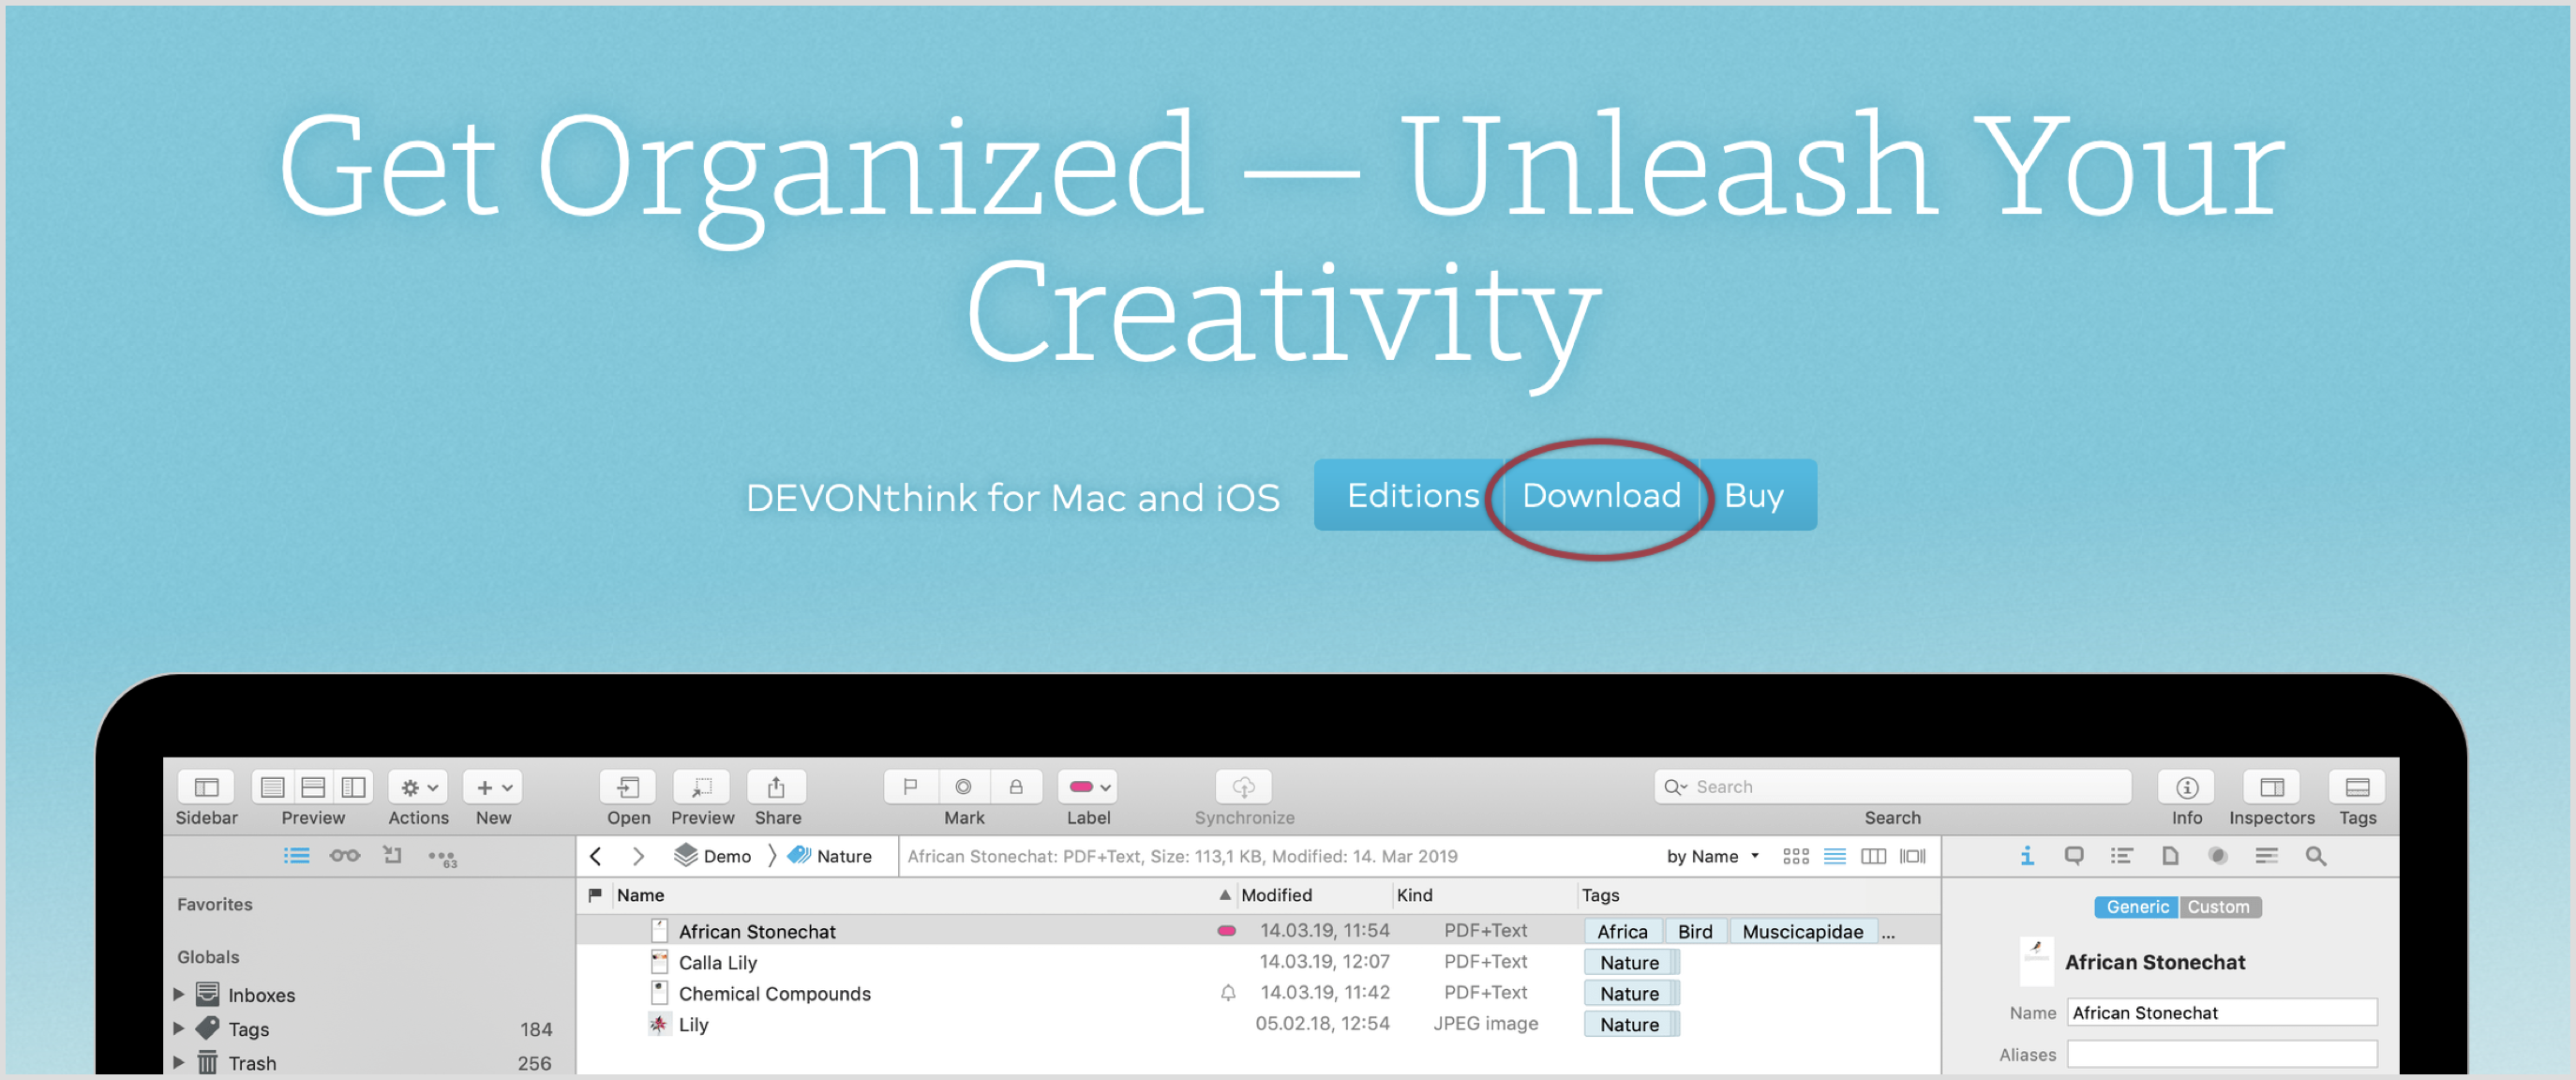 Get Organized — Unleash Your
Creativity
DEVONthink for Mac and iOS Editions Download Buy
Sidebar Preview Actions New Open Preview Share Mark Label Synchronize Search Search Info Inspectors Tags
63 Demo Nature African Stonechat: PDF+Text, Size: 113,1 KB, Modified: 14. Mar 2019 by Name
Favorites
Globals
Inboxes
Tags 184
Trash 256
Name Modified Kind Tags
African Stonechat 14.03.19, 11:54 PDF+Text Africa Bird Muscicapidae ...
Calla Lily 14.03.19, 12:07 PDF+Text Nature
Chemical Compounds 14.03.19, 11:42 PDF+Text Nature
Lily 05.02.18, 12:54 JPEG image Nature
Generic Custom
African Stonechat
Name African Stonechat
Aliases